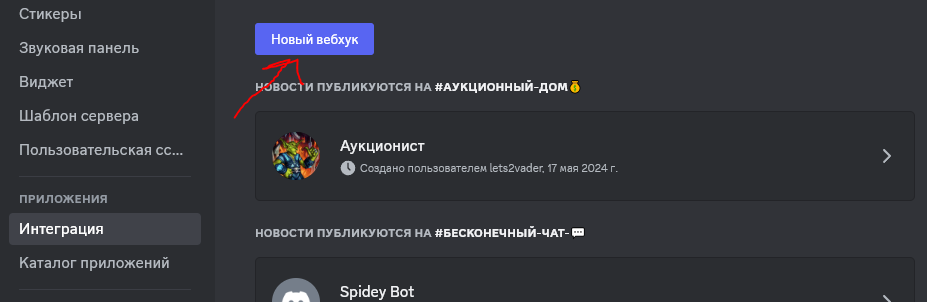 Стикеры
Звуковая панель
Виджет
Шаблон сервера
Пользовательская сс...
ПРИЛОЖЕНИЯ
Интеграция
Каталог приложений
Новый вебхук
НОВОСТИ ПУБЛИКУЮТСЯ НА #АУКЦИОННЫЙ-ДОМ💰
Аукционист
Создано пользователем lets2vader, 17 мая 2024 г.
НОВОСТИ ПУБЛИКУЮТСЯ НА #БЕСКОНЕЧНЫЙ-ЧАТ-💬
Spidey Bot